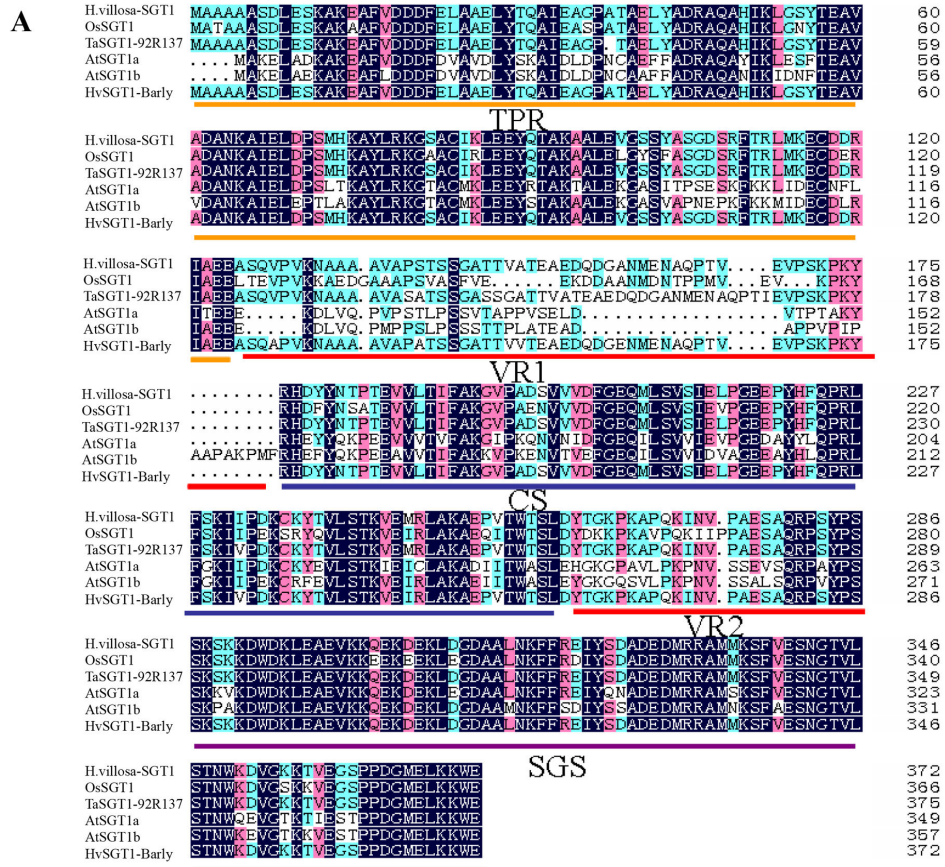 A
H.villosa-SGT1 MAAAAASDLESKAKEAFVDDDFELAAELYTQAIEAGPATAELYADRAQAHIKLGSYTEAV 60
OsSGT1 MATAAASDLESKAKAAFVDDDFELAAELYTQAIEASPATAELYADRAQAHIKLGNYTEAV 60
TaSGT1-92R137 MAAAAASDLESKAKEAFVDDDFELAAELYTQAIEAGP.TAELYADRAQAHIKLGSYTEAV 59
AtSGT1a ....MAKELADKAKEAFVDDDFDVAVDLYSKAIDLDPNCAEFFADRAQAYIKLESFTEAV 56
AtSGT1b ....MAKELAEKAKEAFLDDDFDVAVDLYSKAIDLDPNCAAFFADRAQANIKIDNFTEAV 56
HvSGT1-Barly MAAAAASDLESKAKEAFVDDDFELAAELYTQAIEAGPATAELYADRAQAHIKLGSYTEAV 60
TPR
H.villosa-SGT1 ADANKAIELDPSMHKAYLRKGSACIKLEEYQTAKAALEVGSSYASGDSRFTRLMKECDDR 120
OsSGT1 ADANKAIELDPSMHKAYLRKGAACIRLEEYQTAKAALELGYSFASGDSRFTRLMKECDER 120
TaSGT1-92R137 ADANKAIELDPSMHKAYLRKGSACIKLEEYQTAKAALEVGSSYASGDSRFTRLMKECDDR 119
AtSGT1a ADANKAIELDPSLTKAYLRKGTACMKLEEYRTAKTALEKGASITPSESKFKKLIDECNFL 116
AtSGT1b VDANKAIELEPTLAKAYLRKGTACMKLEEYSTAKAALEKGASVAPNEPKFKKMIDECDLR 116
HvSGT1-Barly ADANKAIELDPSMHKAYLRKGSACIKLEEYQTAKAALEVGSSYASGDSRFTRLMKECDDR 120
H.villosa-SGT1 IAEEASQVPVKNAAA.AVAPSTSSGATTVATEAEDQDGANMENAQPTV....EVPSKPKY 175
OsSGT1 IAEELTEVPVKKAEDGAAAPSVASFVE......EKDDAANMDNTPPMV...EV...KPKY 168
TaSGT1-92R137 IAEEASQVPVKNAAA.AVASATSSGASSGATTVATEAEDQDGANMENAQPTIEVPSKPKY 178
AtSGT1a ITEEE.....KDLVQ.PVPSTLPSSVTAPPVSELD.................VTPTAKY 152
AtSGT1b IAEEE.....KDLVQ.PMPPSLPSSSTTPLATEAD.................APPVPIP 152
HvSGT1-Barly IAEEASQAPVKNAAA.AVAPATSSGATTVVTEAEDQDGENMENAQPTV....EVPSKPKY 175
VR1
H.villosa-SGT1 ........RHDYYNTPTEVVLTIFAKGVPADSVVVDFGEQMLSVSIELPGEEPYHFQPRL 227
OsSGT1 ........RHDFYNSATEVVLTIFAKGVPAENVVVDFGEQMLSVSIEVPGEEPYHFQPRL 220
TaSGT1-92R137 ........RHDYYNTPTEVVLTIFAKGVPADSVVVDFGEQMLSVSIELPGEEPYHFQPRL 230
AtSGT1a ........RHEYYQKPEEVVVTVFAKGIPKQNVNIDFGEQILSVVIEVPGEDAYYLQPRL 204
AtSGT1b AAPAKPMFRHEFYQKPEEAVVTIFAKKVPKENVTVEFGEQILSVVIDVAGEEAYHLQPRL 212
HvSGT1-Barly ........RHDYYNTPTEVVLTIFAKGVPADSVVVDFGEQMLSVSIELPGEEPYHFQPRL 227
CS
H.villosa-SGT1 FSKIIPDKCKYTVLSTKVEMRLAKAEPVTWTSLDYTGKPKAPQKINV.PAESAQRPSYPS 286
OsSGT1 FSKIIPEKSRYQVLSTKVEIRLAKAEQITWTSLDYDKKPKAVPQKIIPPAESAQRPSYPS 280
TaSGT1-92R137 FSKIVPDKCKYTVLSTKVEMRLAKAEPVTWTSLDYTGKPKAPQKINV.PAESAQRPSYPS 289
AtSGT1a FGKIIPDKCKYEVLSTKIEICLAKADIITWASLEHGKGPAVLPKPNV.SSEVSQRPAYPS 263
AtSGT1b FGKIIPEKCRFEVLSTKVEIRLAKAEIITWASLEYGKGQSVLPKPNV.SSALSQRPVYPS 271
HvSGT1-Barly FSKIVPDKCKYTVLSTKVEIRLAKAEPVTWTSLDYTGKPKAPQKINV.PAESAQRPSYPS 286
VR2
H.villosa-SGT1 SKSKKDWDKLEAEVKKQEKDEKLDGDAALNKFFREIYSDADEDMRRAMMKSFVESNGTVL 346
OsSGT1 SKSKKDWDKLEAEVKKEEKEEKLEGDAALNKFFRDIYSDADEDMRRAMMKSFVESNGTVL 340
TaSGT1-92R137 SKSKKDWDKLEAEVKKQEKDEKLDGDAALNKFFREIYSDADEDMRRAMMKSFVESNGTVL 349
AtSGT1a SKKVKDWDKLEAEVKKQEKDEKLEGDAALNKFFREIYQNADEDMRRAMSKSFVESNGTVL 323
AtSGT1b SKPAKDWDKLEAEVKKQEKDEKLDGDAAMNKFFSDIYSSADEDMRRAMNKSFAESNGTVL 331
HvSGT1-Barly SKSKKDWDKLEAEVKKQEKDEKLDGDAALNKFFREIYSDADEDMRRAMMKSFVESNGTVL 346
SGS
H.villosa-SGT1 STNWKDVGKKTVEGSPPDGMELKKWE 372
OsSGT1 STNWKDVGSKKVEGSPPDGMELKKWE 366
TaSGT1-92R137 STNWKDVGKKTVEGSPPDGMELKKWE 375
AtSGT1a STNWQEVGTKTIESTPPDGMELKKWE 349
AtSGT1b STNWKEVGTKKVESTPPDGMELKKWE 357
HvSGT1-Barly STNWKDVGKKTVEGSPPDGMELKKWE 372